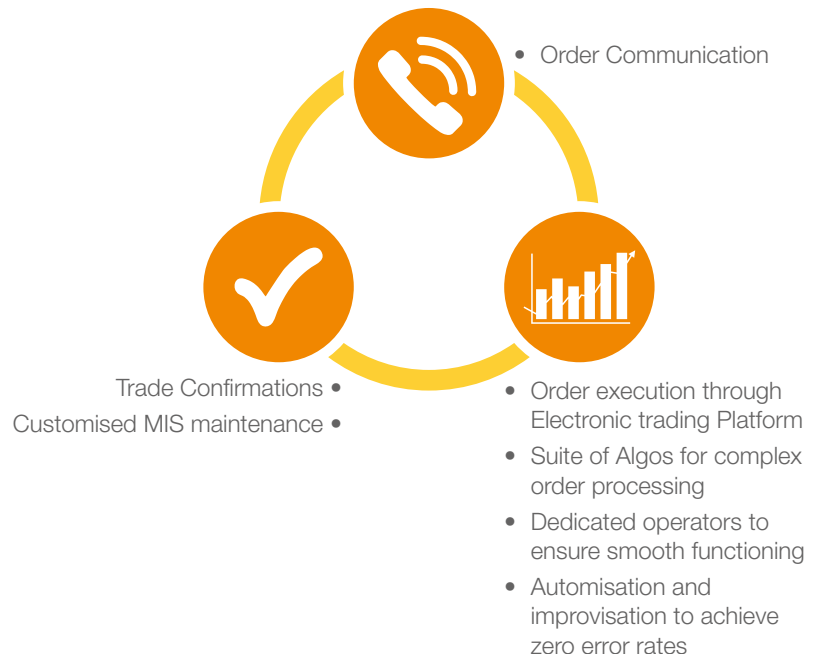 • Order Communication
Trade Confirmations •
Customised MIS maintenance •
• Order execution through
Electronic trading Platform
• Suite of Algos for complex
order processing
• Dedicated operators to
ensure smooth functioning
• Automisation and
improvisation to achieve
zero error rates